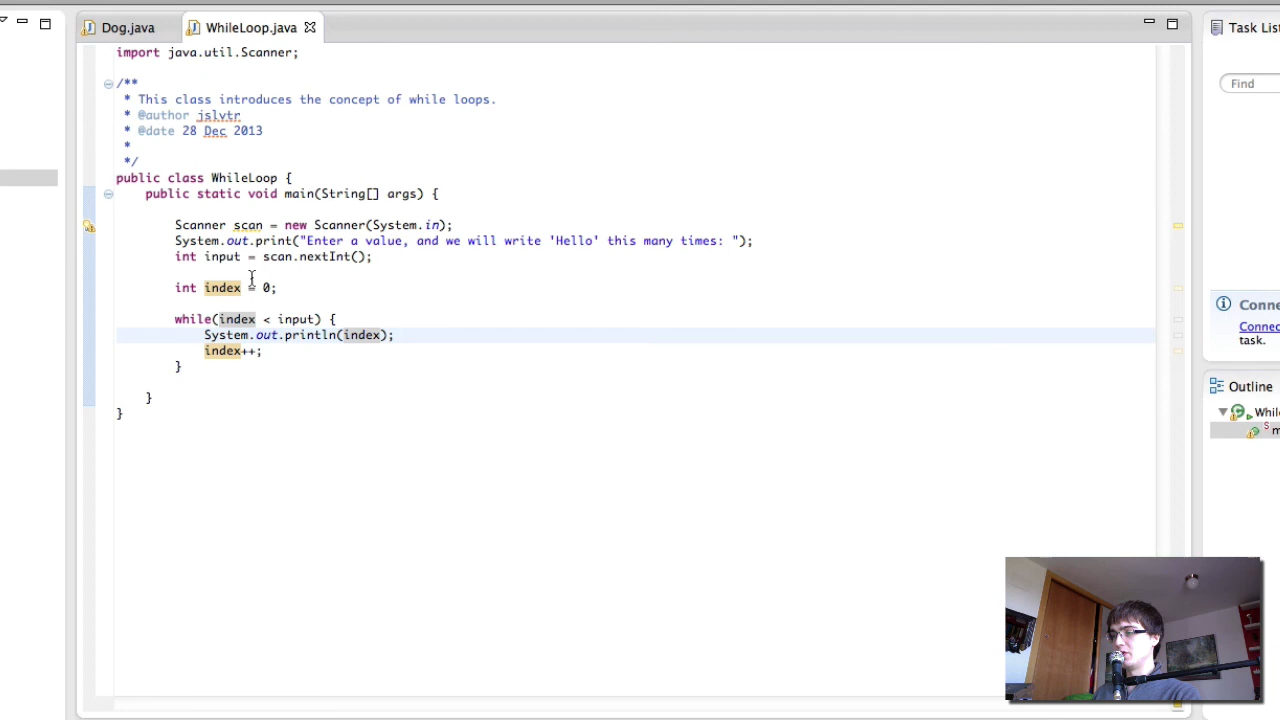 Dog.java
WhileLoop.java
import java.util.Scanner;
/**
* This class introduces the concept of while loops.
* @author jslvtr
* @date 28 Dec 2013
*
*/
public class WhileLoop {
public static void main(String[] args) {
Scanner scan = new Scanner(System.in);
System.out.print("Enter a value, and we will write 'Hello' this many times: ");
int input = scan.nextInt();
int index = 0;
while(index < input) {
System.out.println(index);
index++;
}
}
}
Task List
Find
Conne
Connec
task.
Outline
Whil
m